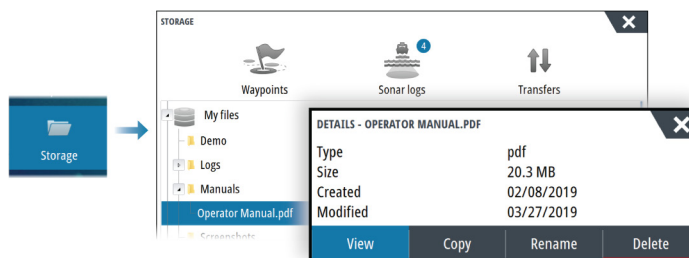 Storage
STORAGE
4
Waypoints
Sonar logs
Transfers
My files
Demo
Logs
Manuals
Operator Manual.pdf
Screenshots
DETAILS - OPERATOR MANUAL.PDF
Type pdf
Size 20.3 MB
Created 02/08/2019
Modified 03/27/2019
View Copy Rename Delete